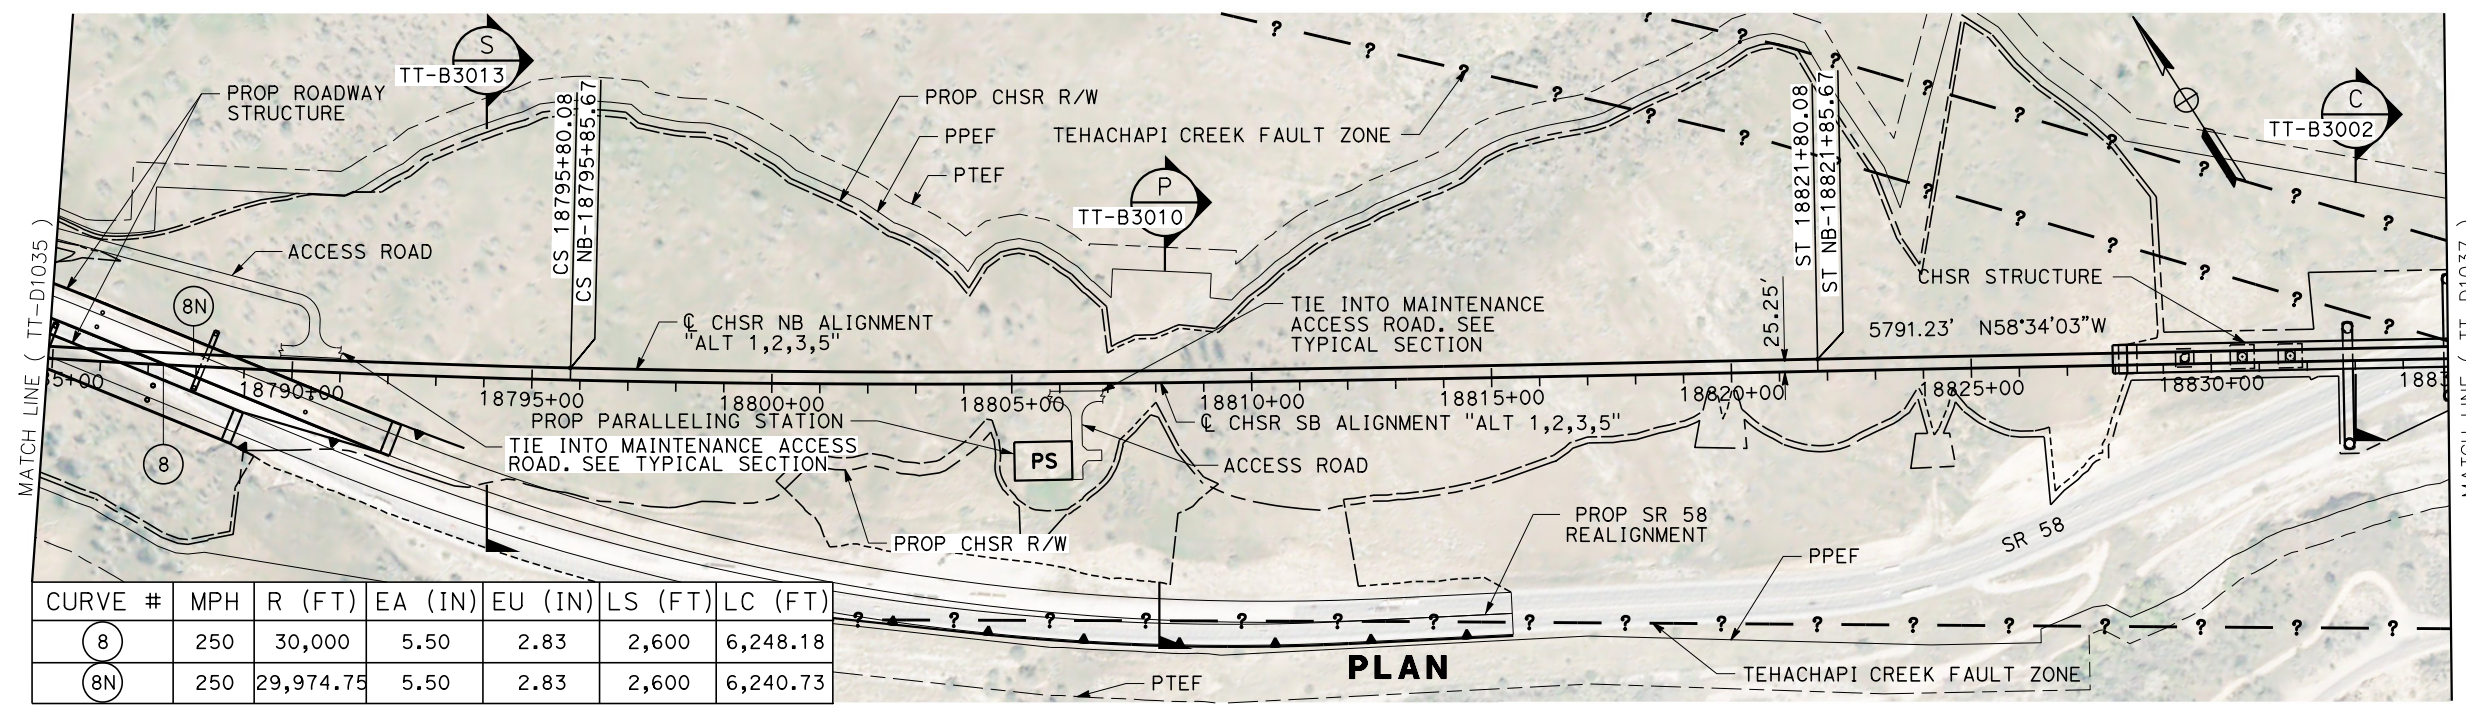 S
TT-B3013
PROP ROADWAY
STRUCTURE
CS 18795+80.08
CS NB-18795+85.67
PROP CHSR R/W
PPEF
PTEF
TEHACHAPI CREEK FAULT ZONE
P
TT-B3010
ST 18821+80.08
ST NB-18821+85.67
C
TT-B3002
MATCH LINE ( TT-D1035 )
ACCESS ROAD
8N
℄ CHSR NB ALIGNMENT
"ALT 1,2,3,5"
TIE INTO MAINTENANCE
ACCESS ROAD. SEE
TYPICAL SECTION
25.25'
CHSR STRUCTURE
5791.23' N58°34'03"W
MATCH LINE ( TT-D1037 )
35+00
18790+00
18795+00
18800+00
18805+00
18810+00
18815+00
18820+00
18825+00
18830+00
1883
PROP PARALLELING STATION
℄ CHSR SB ALIGNMENT "ALT 1,2,3,5"
TIE INTO MAINTENANCE ACCESS
ROAD. SEE TYPICAL SECTION
8
PS
ACCESS ROAD
PROP CHSR R/W
PROP SR 58
REALIGNMENT
SR 58
PPEF
CURVE # MPH R (FT) EA (IN) EU (IN) LS (FT) LC (FT)
8 250 30,000 5.50 2.83 2,600 6,248.18
8N 250 29,974.75 5.50 2.83 2,600 6,240.73
PLAN
PTEF
TEHACHAPI CREEK FAULT ZONE